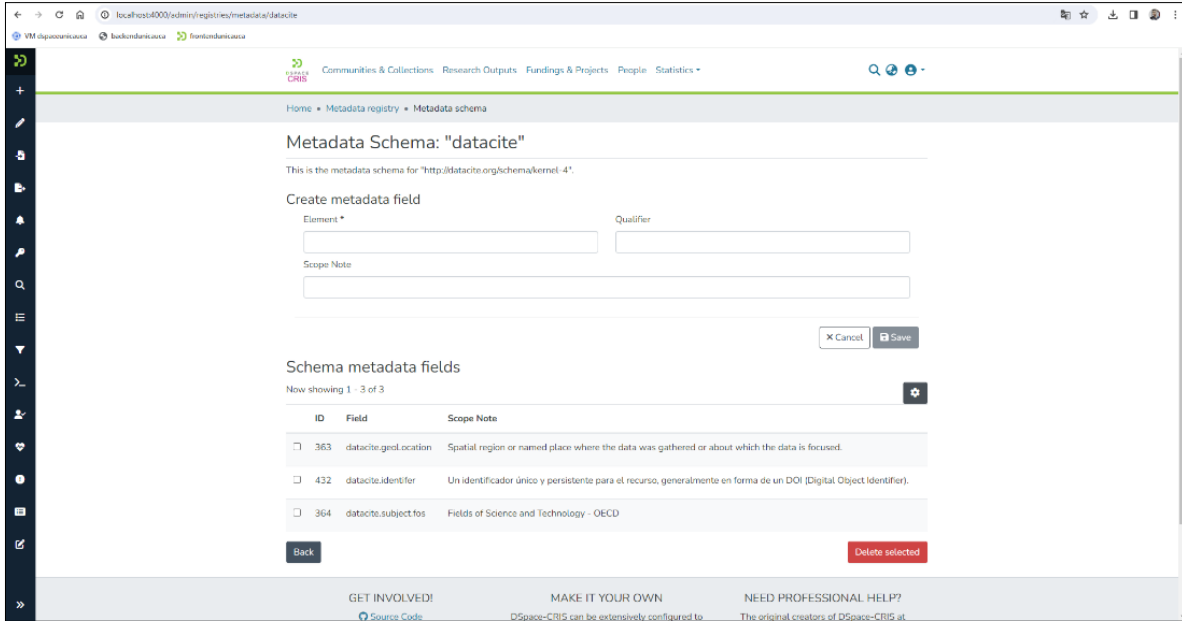 localhost:4000/admin/registries/metadata/datacite
VM dspaceunicauca backendunicauca frontendunicauca
DSPACE
CRIS
Communities & Collections Research Outputs Fundings & Projects People Statistics
Home • Metadata registry • Metadata schema
Metadata Schema: "datacite"
This is the metadata schema for "http://datacite.org/schema/kernel-4".
Create metadata field
Element * Qualifier
Scope Note
× Cancel Save
Schema metadata fields
Now showing 1 - 3 of 3
ID Field Scope Note
363 datacite.geoLocation Spatial region or named place where the data was gathered or about which the data is focused.
432 datacite.identifer Un identificador único y persistente para el recurso, generalmente en forma de un DOI (Digital Object Identifier).
364 datacite.subject.fos Fields of Science and Technology - OECD
Back Delete selected
GET INVOLVED! MAKE IT YOUR OWN NEED PROFESSIONAL HELP?
Source Code DSpace-CRIS can be extensively configured to The original creators of DSpace-CRIS at